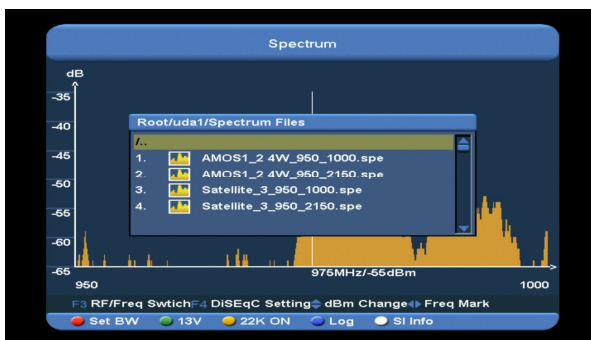 Spectrum
dB
-35
-40
-45
-50
-55
-60
-65
Root/uda1/Spectrum Files
/..
1. AMOS1_2 4W_950_1000.spe
2. AMOS1_2 4W_950_2150.spe
3. Satellite_3_950_1000.spe
4. Satellite_3_950_2150.spe
975MHz/-55dBm
950 1000
F3 RF/Freq Swtich F4 DiSEqC Setting dBm Change Freq Mark
Set BW 13V 22K ON Log SI Info